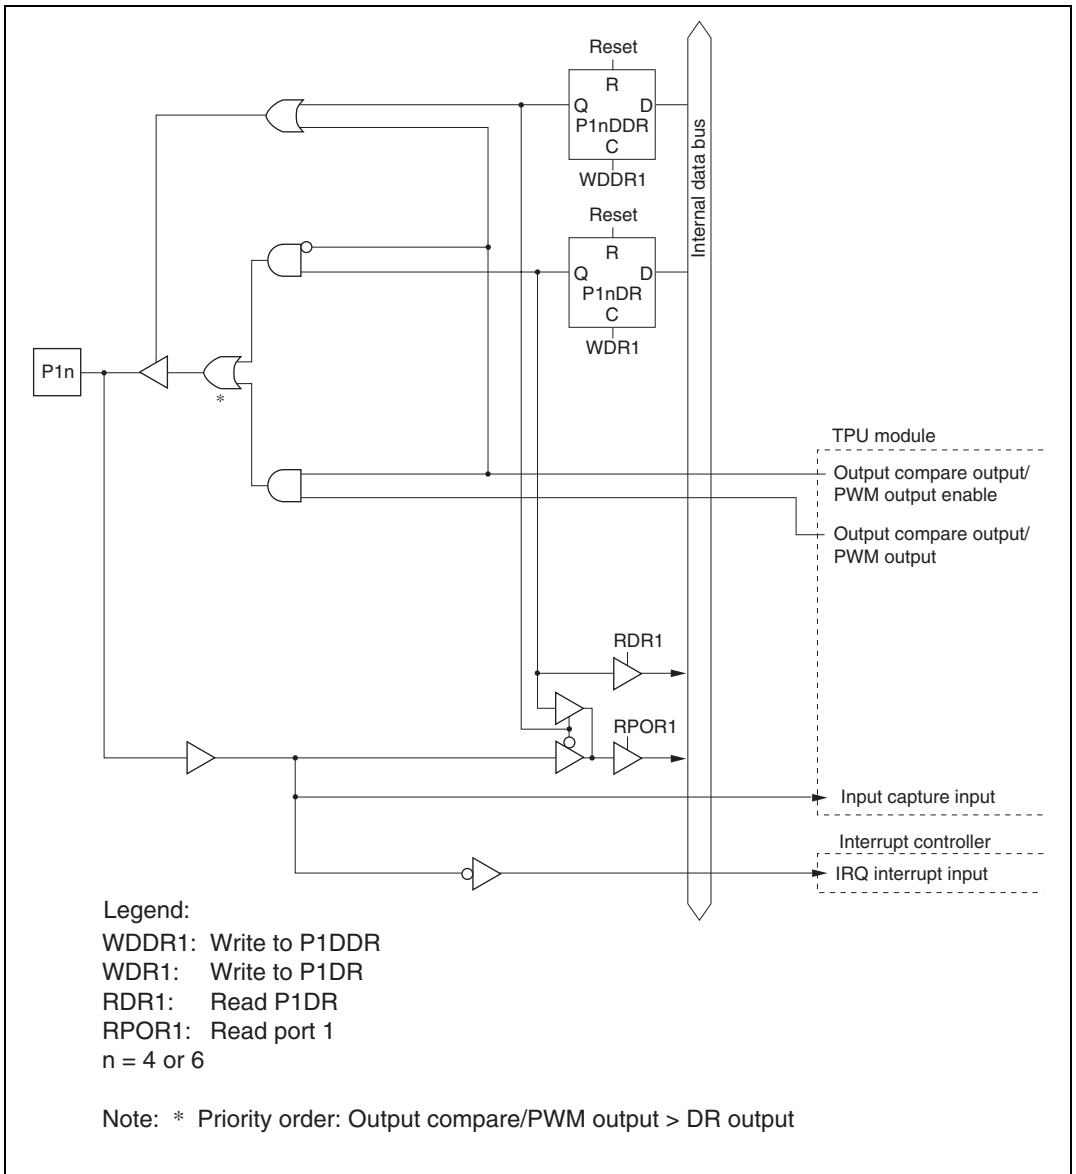 Reset
R
Q D
P1nDDR
C
WDDR1
Internal data bus
Reset
R
Q D
P1nDR
C
WDR1
P1n
*
TPU module
Output compare output/
PWM output enable
Output compare output/
PWM output
RDR1
RPOR1
Input capture input
Interrupt controller
IRQ interrupt input
Legend:
WDDR1: Write to P1DDR
WDR1: Write to P1DR
RDR1: Read P1DR
RPOR1: Read port 1
n = 4 or 6
Note: * Priority order: Output compare/PWM output > DR output